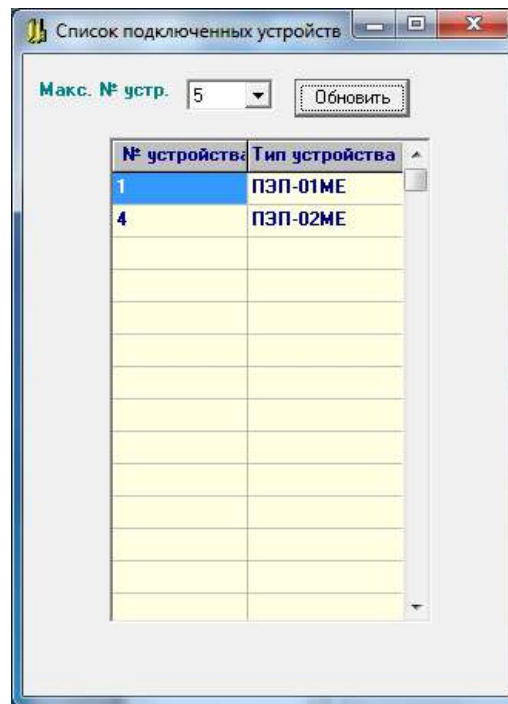 Список подключенных устройств
Макс. № устр. 5 Обновить
№ устройства Тип устройства
1 ПЭП-01МЕ
4 ПЭП-02МЕ